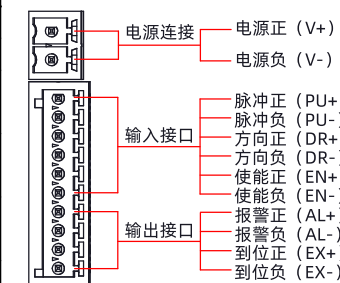 电源连接
电源正（V+）
电源负（V-）
输入接口
脉冲正（PU+
脉冲负（PU-）
方向正（DR+
方向负（DR-）
使能正（EN+
使能负（EN-）
输出接口
报警正（AL+）
报警负（AL-）
到位正（EX+）
到位负（EX-）